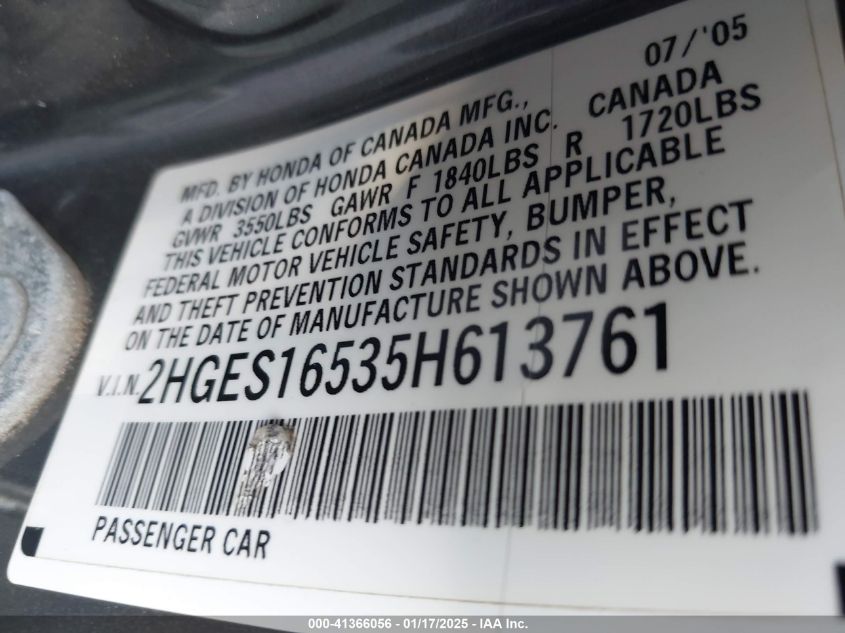 07/'05
MFD. BY HONDA OF CANADA MFG.,
A DIVISION OF HONDA CANADA INC. CANADA
GVWR 3550LBS GAWR F 1840LBS R 1720LBS
THIS VEHICLE CONFORMS TO ALL APPLICABLE
FEDERAL MOTOR VEHICLE SAFETY, BUMPER,
AND THEFT PREVENTION STANDARDS IN EFFECT
ON THE DATE OF MANUFACTURE SHOWN ABOVE.
V.I.N. 2HGES16535H613761
PASSENGER CAR
000-41366056 - 01/17/2025 - IAA Inc.